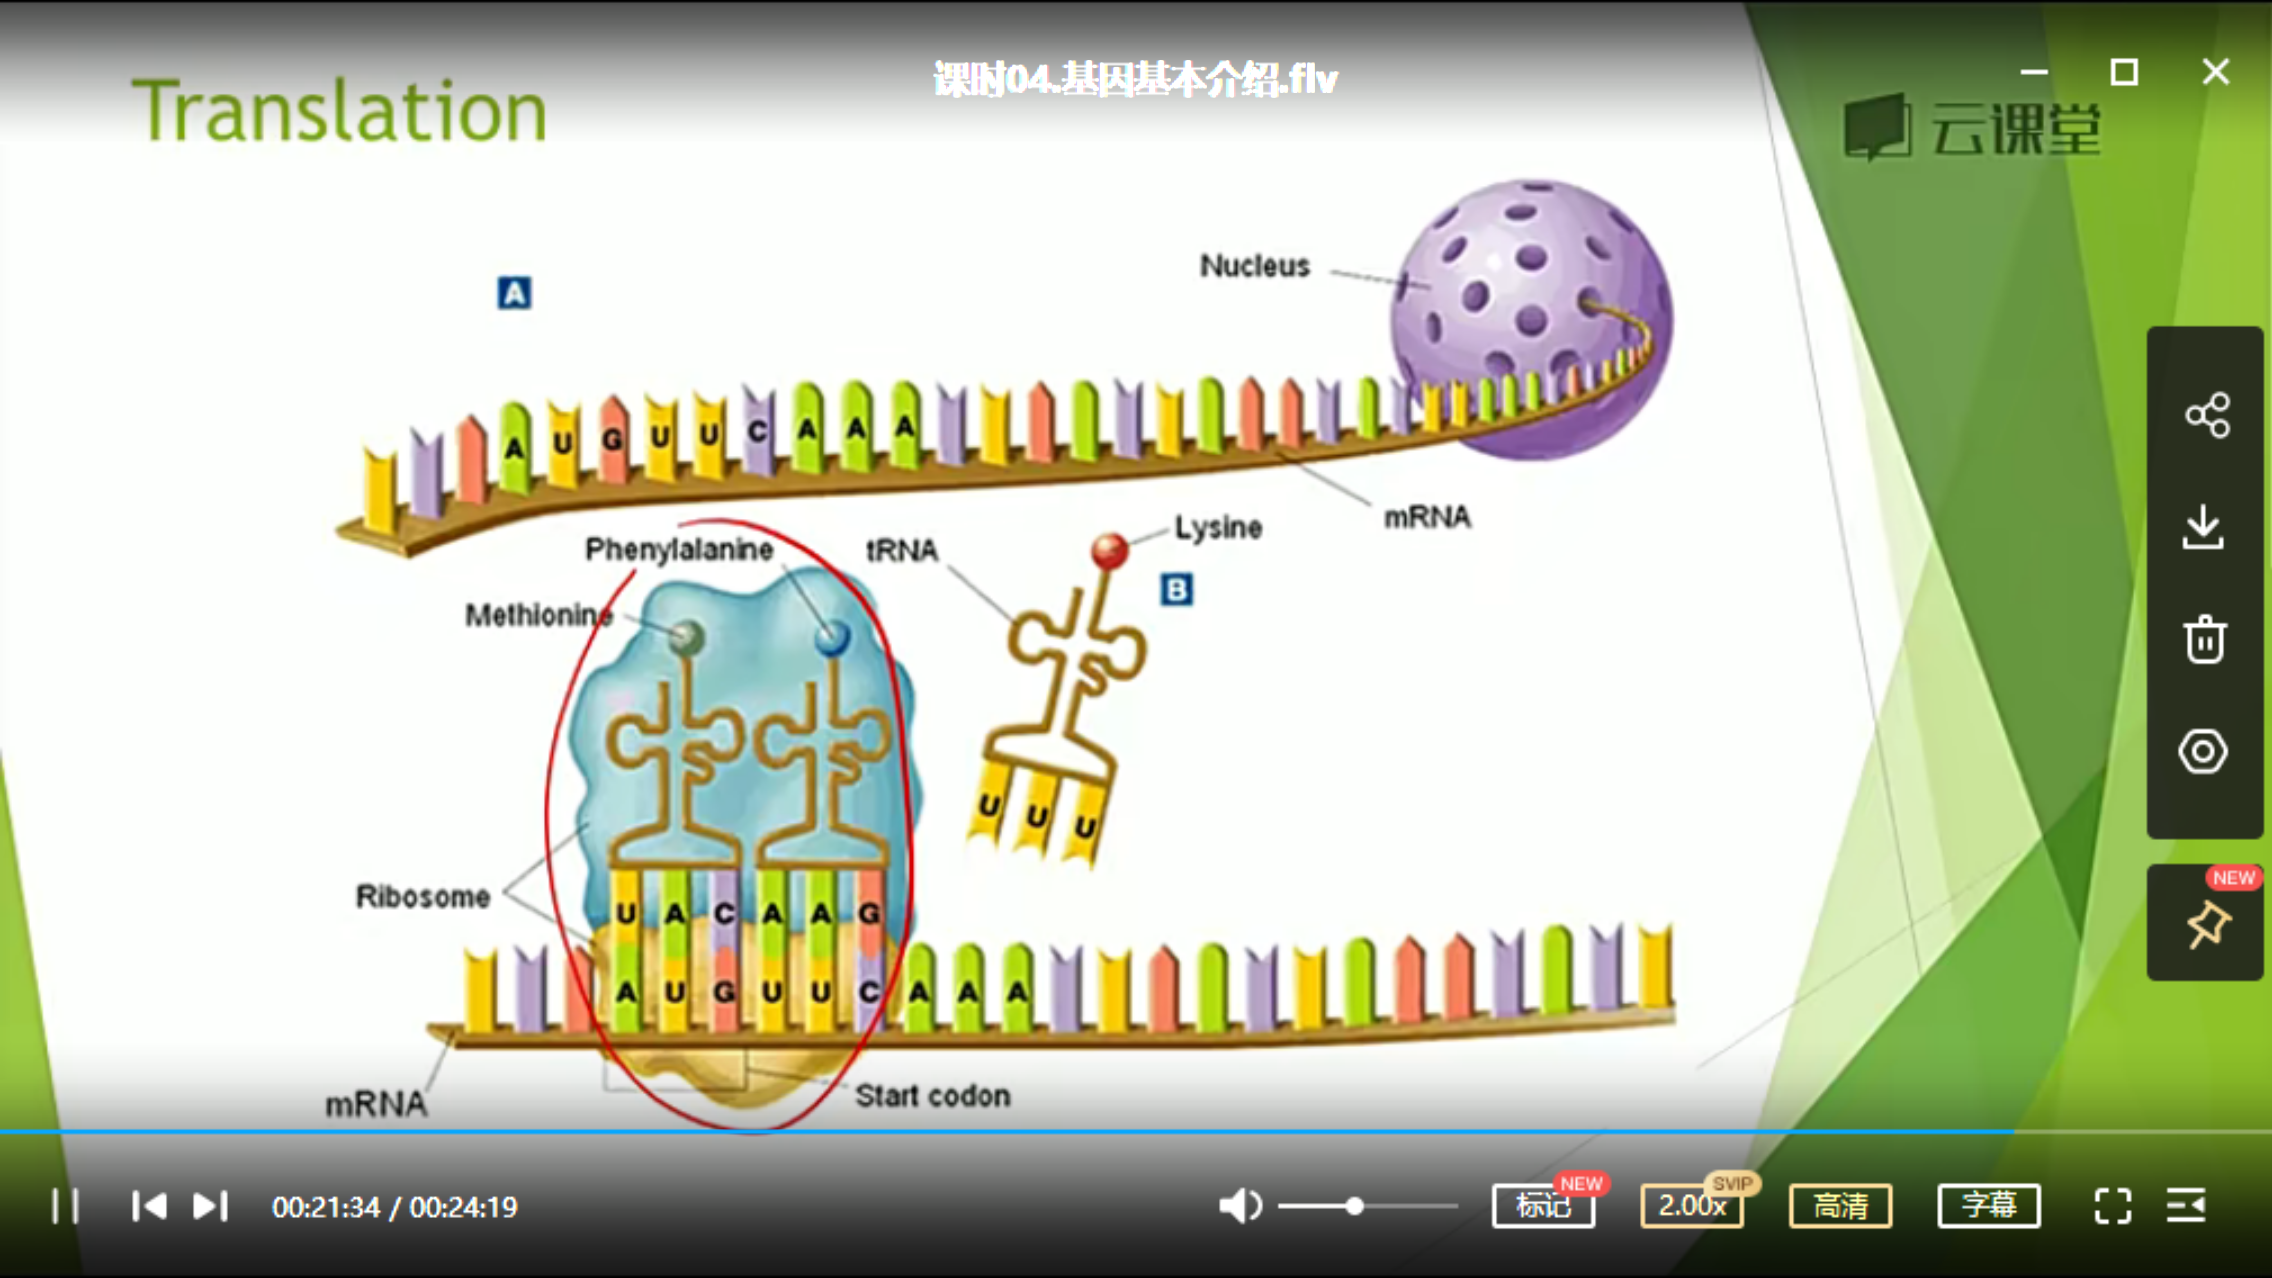 课时04.基因基本介绍.flv
Translation
云课堂
Nucleus
A
A U G U U C A A A
mRNA
Lysine
Phenylalanine
tRNA
B
Methionine
U U U
Ribosome
U A C A A G
A U G U U C A A A
Start codon
mRNA
NEW
00:21:34 / 00:24:19
标记
NEW
2.00x
SVIP
高清
字幕